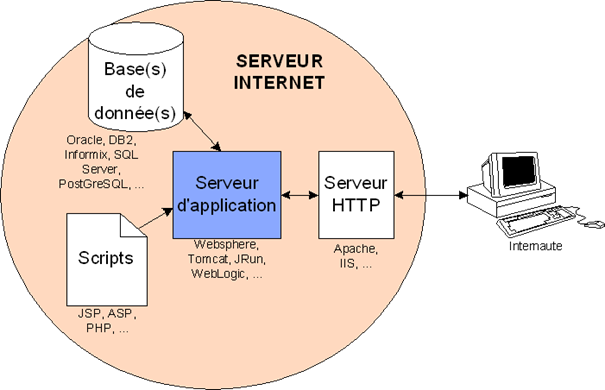 SERVEUR
INTERNET
Base(s)
de
donnée(s)
Oracle, DB2,
Informix, SQL
Server,
PostGreSQL, ...
Serveur
d'application
Websphere,
Tomcat, JRun,
WebLogic, ...
Serveur
HTTP
Apache,
IIS, ...
Internaute
Scripts
JSP, ASP,
PHP, ...